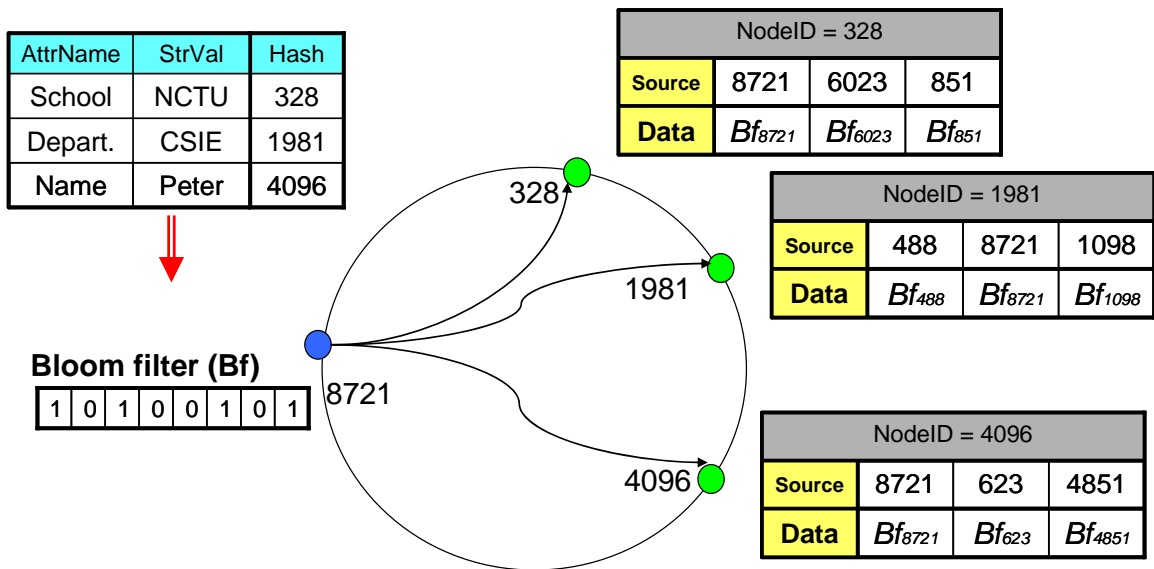 AttrName StrVal Hash
School NCTU 328
Depart. CSIE 1981
Name Peter 4096
Bloom filter (Bf)
1 0 1 0 0 1 0 1
8721
328
1981
4096
NodeID = 328
Source 8721 6023 851
Data Bf8721 Bf6023 Bf851
NodeID = 1981
Source 488 8721 1098
Data Bf488 Bf8721 Bf1098
NodeID = 4096
Source 8721 623 4851
Data Bf8721 Bf623 Bf4851